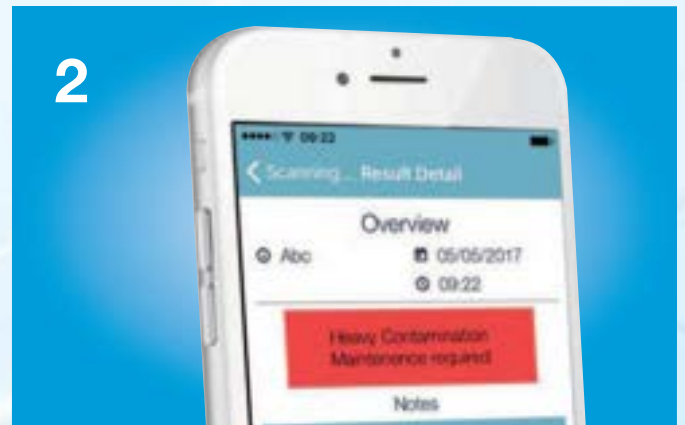 2
09:22
Scanning... Result Detail
Overview
Abc 05/05/2017
09:22
Heavy Contamination
Maintenence required
Notes